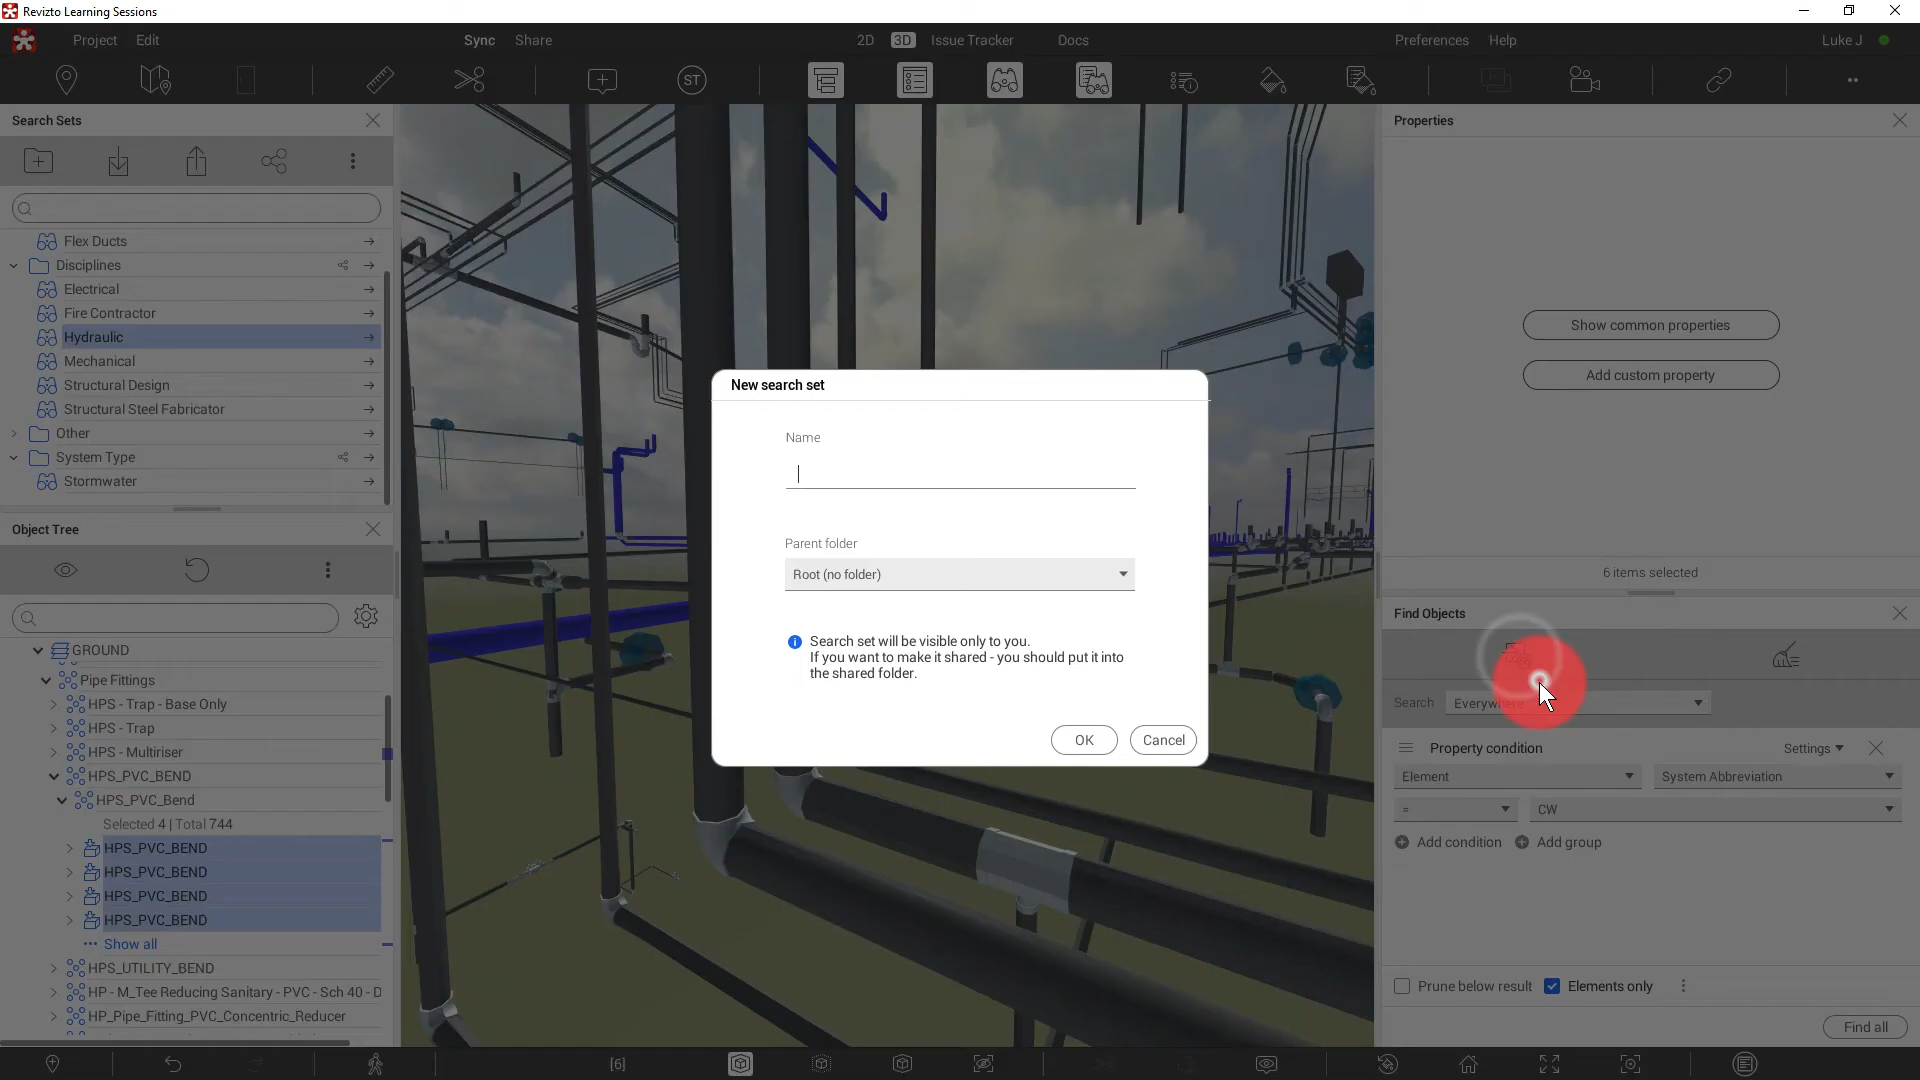 Revizto Learning Sessions
Project Edit Sync Share 2D 3D Issue Tracker Docs Preferences Help Luke J
ST
Search Sets
Flex Ducts
Disciplines
Electrical
Fire Contractor
Hydraulic
Mechanical
Structural Design
Structural Steel Fabricator
Other
System Type
Stormwater
Object Tree
GROUND
Pipe Fittings
HPS - Trap - Base Only
HPS - Trap
HPS - Multiriser
HPS_PVC_BEND
HPS_PVC_Bend
Selected 4 | Total 744
HPS_PVC_BEND
HPS_PVC_BEND
HPS_PVC_BEND
HPS_PVC_BEND
Show all
HPS_UTILITY_BEND
HP - M_Tee Reducing Sanitary - PVC - Sch 40 - D
HP_Pipe_Fitting_PVC_Concentric_Reducer
New search set
Name
Parent folder
Root (no folder)
Search set will be visible only to you.
If you want to make it shared - you should put it into
the shared folder.
OK Cancel
Properties
Show common properties
Add custom property
6 items selected
Find Objects
Search Everywhere
Property condition Settings
Element System Abbreviation
= CW
Add condition Add group
Prune below result Elements only
Find all
[6]